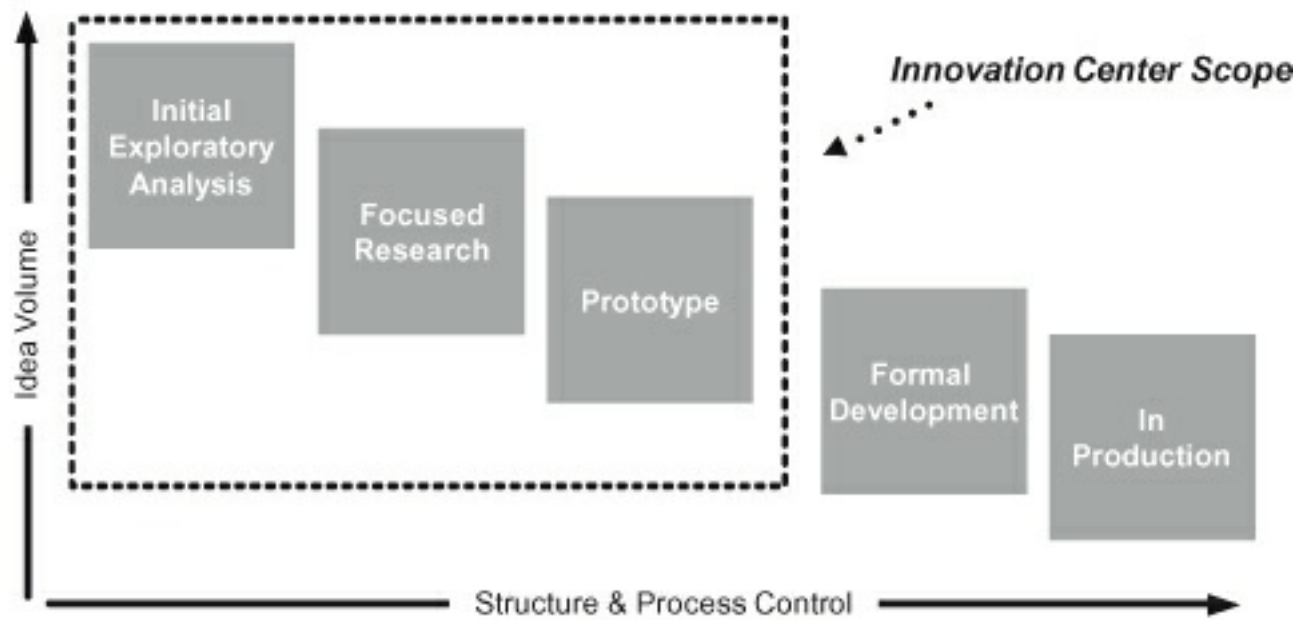 Innovation Center Scope
Initial
Exploratory
Analysis
Focused
Research
Prototype
Formal
Development
In
Production
Idea Volume
Structure & Process Control